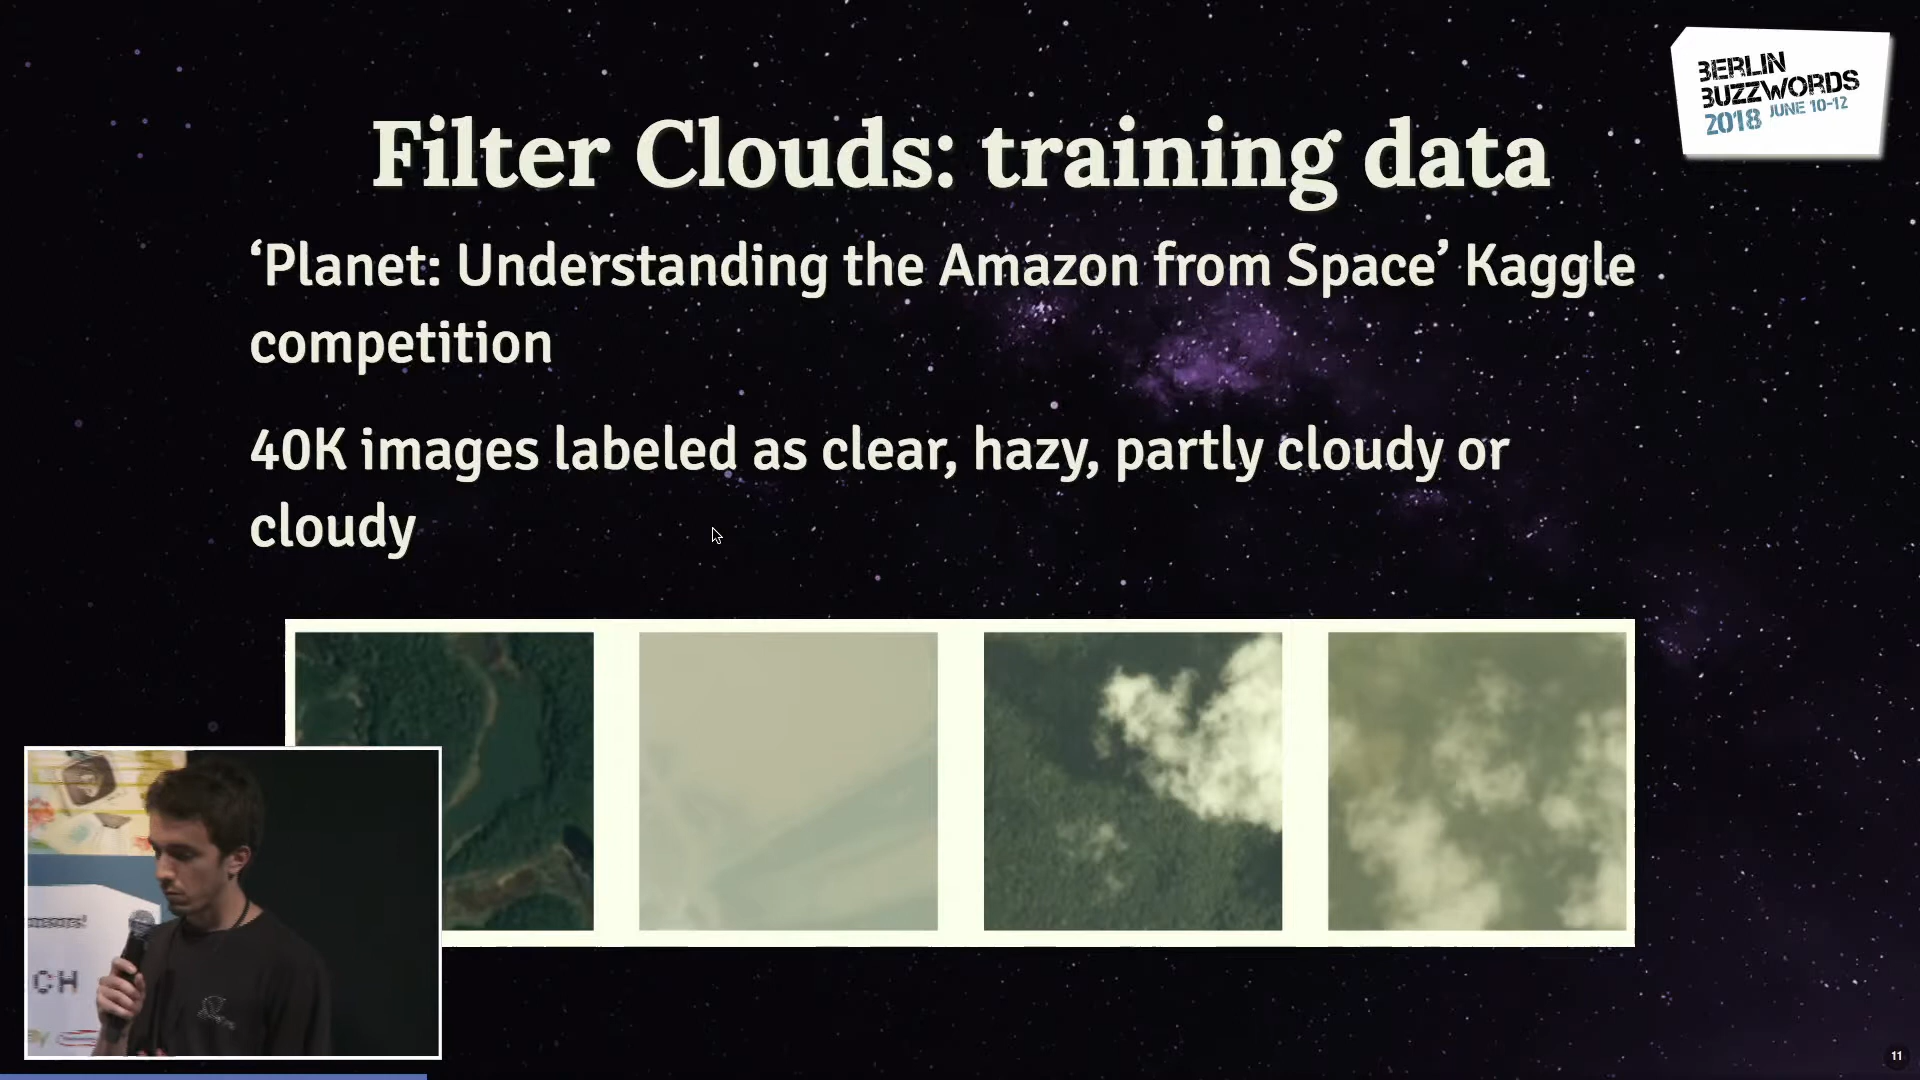 BERLIN
BUZZWORDS
2018 JUNE 10-12
Filter Clouds: training data
‘Planet: Understanding the Amazon from Space’ Kaggle
competition
40K images labeled as clear, hazy, partly cloudy or
cloudy
CH
11